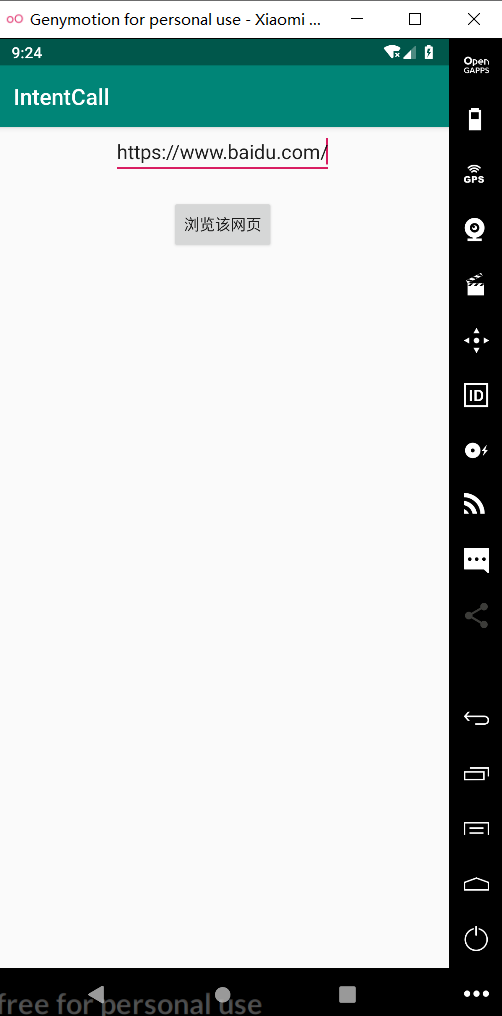 Genymotion for personal use - Xiaomi ...
9:24
Open
GAPPS
IntentCall
https://www.baidu.com/
GPS
浏览该网页
ID
free for personal use